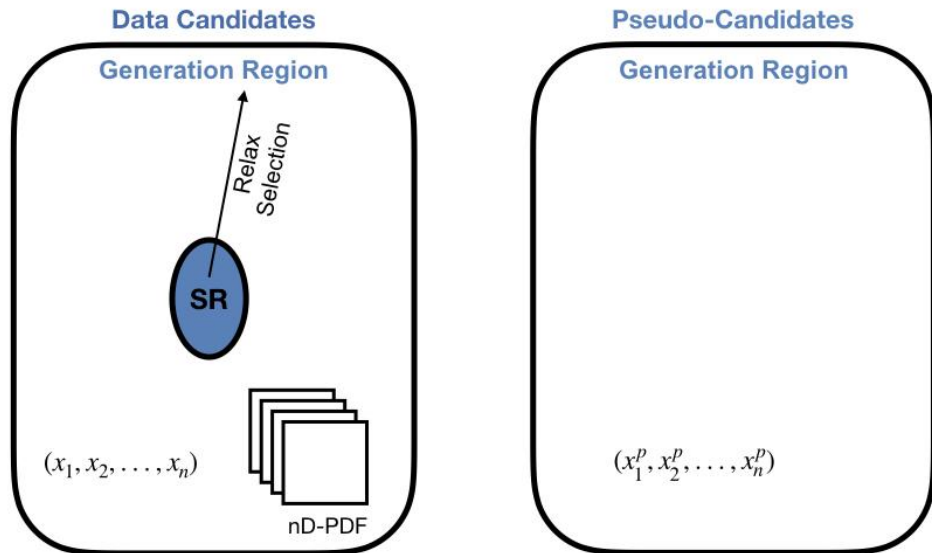 Data Candidates
Generation Region
Relax
Selection
SR
(x₁, x₂, . . . , xₙ)
nD-PDF
Pseudo-Candidates
Generation Region
(x₁ᵖ, x₂ᵖ, . . . , xₙᵖ)